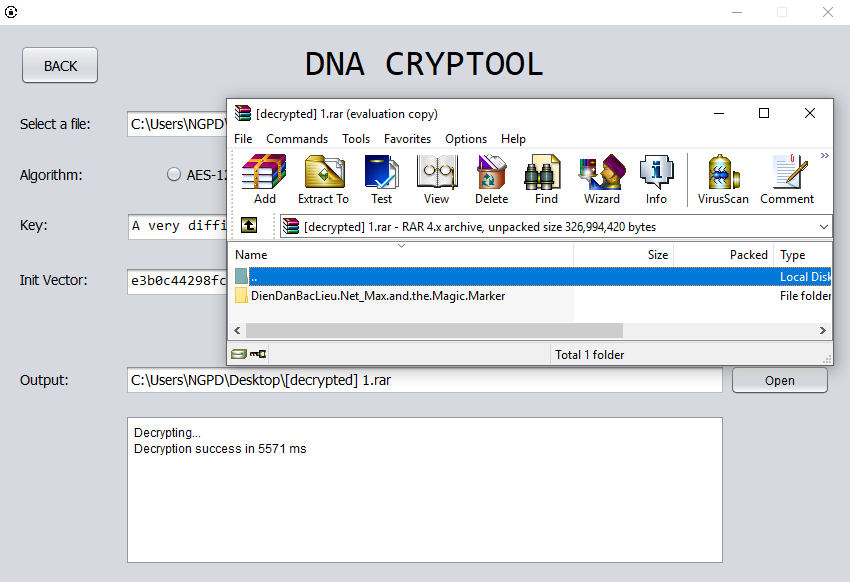 BACK
DNA CRYPTOOL
Select a file:
C:\Users\NGPD\
Algorithm:
AES-12
Key:
A very diffi
Init Vector:
e3b0c44298fc
[decrypted] 1.rar (evaluation copy)
File Commands Tools Favorites Options Help
Add Extract To Test View Delete Find Wizard Info VirusScan Comment
»
[decrypted] 1.rar - RAR 4.x archive, unpacked size 326,994,420 bytes
Name Size Packed Type
.. Local Disk
DienDanBacLieu.Net_Max.and.the.Magic.Marker File folder
Total 1 folder
Output:
C:\Users\NGPD\Desktop\[decrypted] 1.rar
Open
Decrypting...
Decryption success in 5571 ms